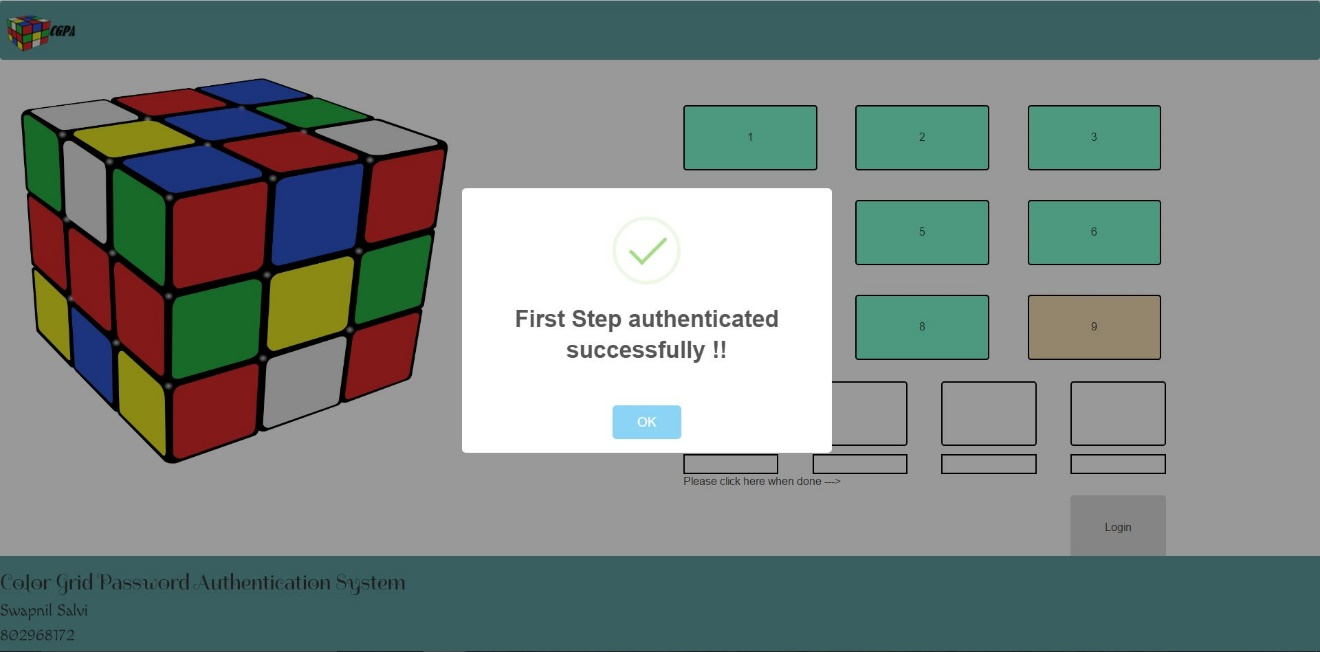 CGPA
1 2 3
First Step authenticated
successfully !!
OK
5 6
8 9
Please click here when done --->
Login
Color Grid Password Authentication System
Swapnil Salvi
802968172